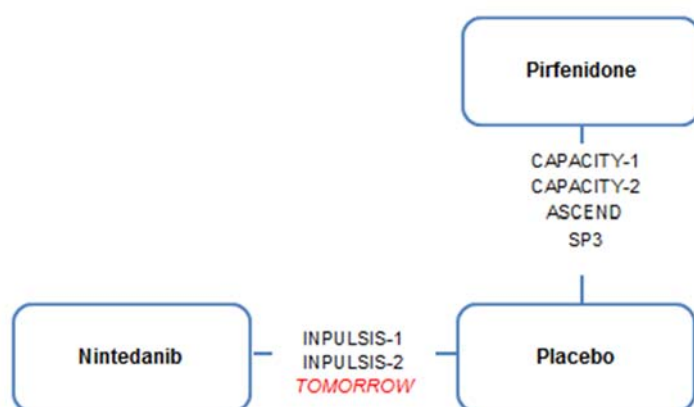 Pirfenidone
CAPACITY-1
CAPACITY-2
ASCEND
SP3
Nintedanib
INPULSIS-1
INPULSIS-2
TOMORROW
Placebo